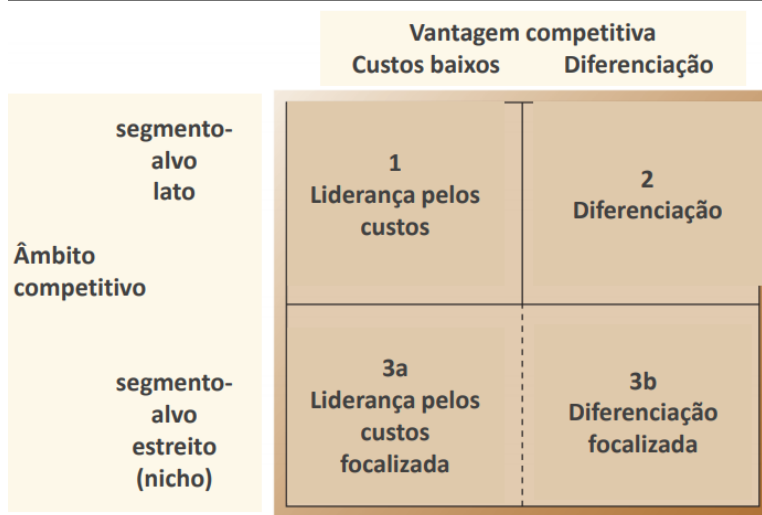 Vantagem competitiva
Custos baixos Diferenciação
segmento-
alvo
lato
Âmbito
competitivo
segmento-
alvo
estreito
(nicho)
1
Liderança pelos
custos
2
Diferenciação
3a
Liderança pelos
custos
focalizada
3b
Diferenciação
focalizada